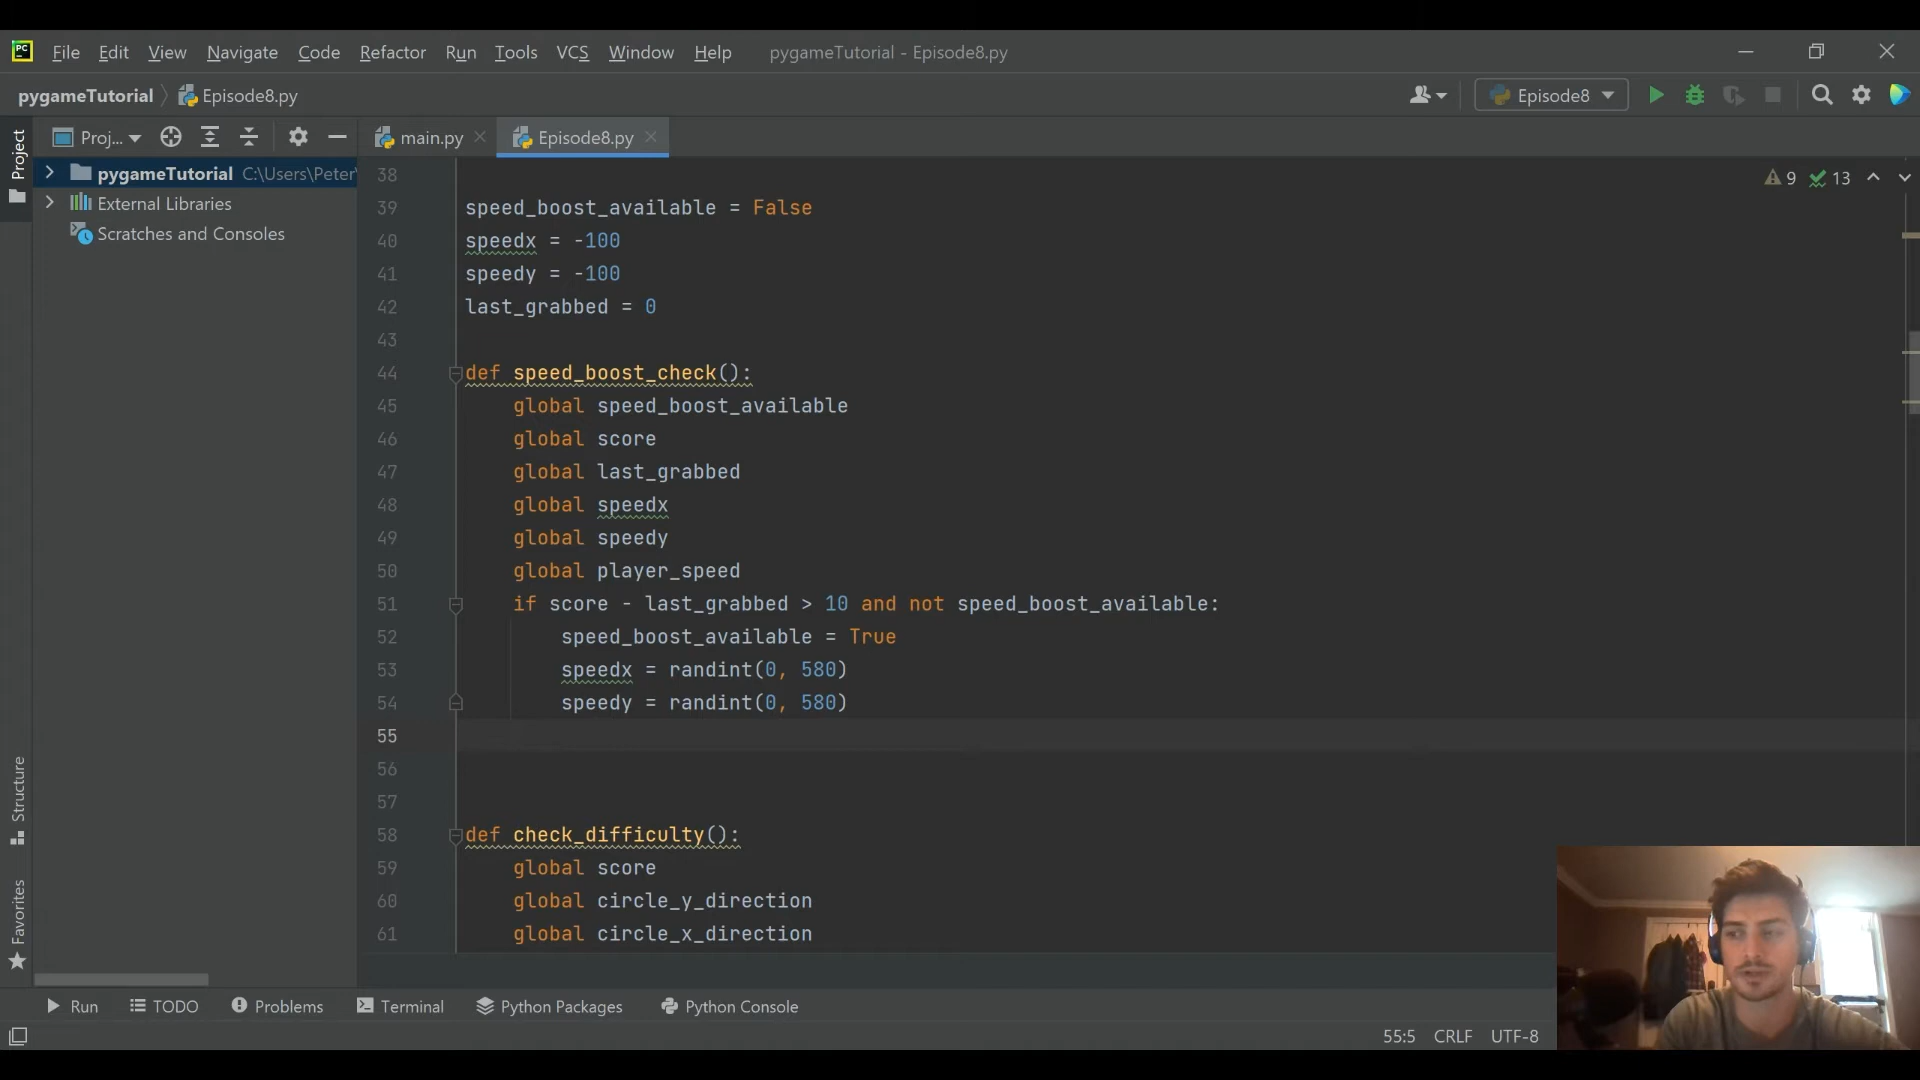 PC File Edit View Navigate Code Refactor Run Tools VCS Window Help pygameTutorial - Episode8.py
pygameTutorial Episode8.py Episode8
Project Proj... main.py Episode8.py
pygameTutorial C:\Users\Peter\
External Libraries
Scratches and Consoles
9 13
38
39 speed_boost_available = False
40 speedx = -100
41 speedy = -100
42 last_grabbed = 0
43
44 def speed_boost_check():
45 global speed_boost_available
46 global score
47 global last_grabbed
48 global speedx
49 global speedy
50 global player_speed
51 if score - last_grabbed > 10 and not speed_boost_available:
52 speed_boost_available = True
53 speedx = randint(0, 580)
54 speedy = randint(0, 580)
55
56
57
58 def check_difficulty():
59 global score
60 global circle_y_direction
61 global circle_x_direction
Structure
Favorites
Run TODO Problems Terminal Python Packages Python Console
55:5 CRLF UTF-8